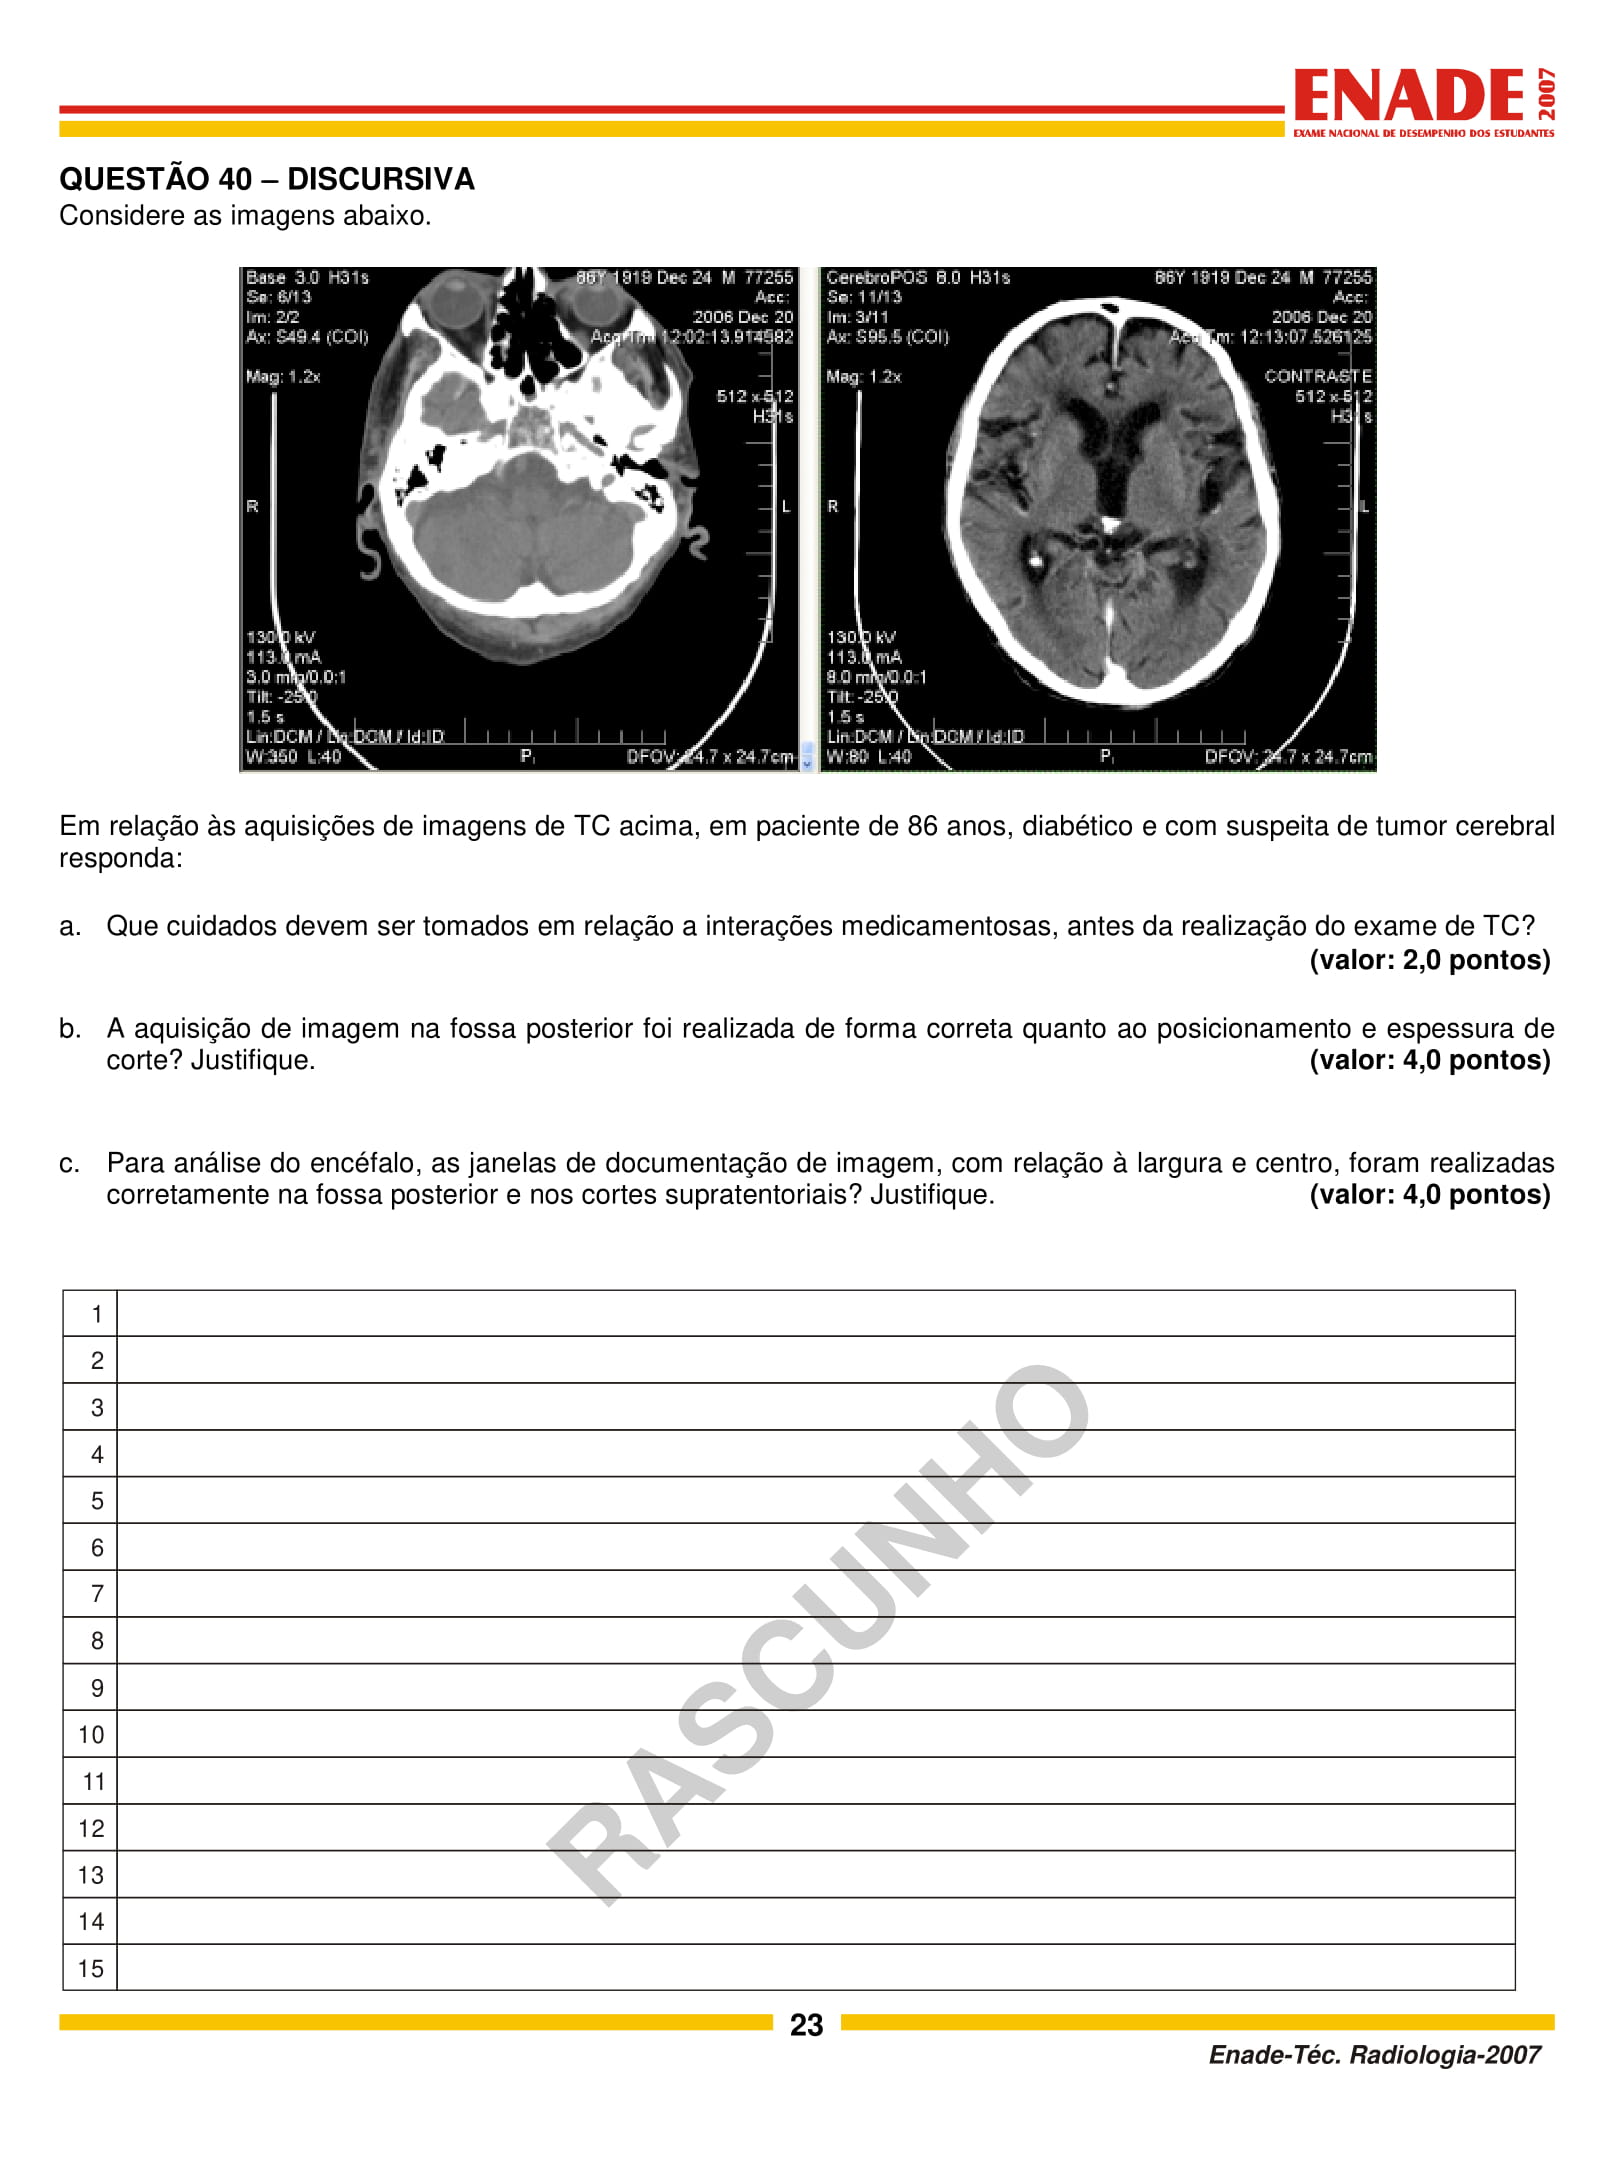 ENADE 2007
EXAME NACIONAL DE DESEMPENHO DOS ESTUDANTES
QUESTÃO 40 – DISCURSIVA
Considere as imagens abaixo.
Base 3.0 H31s
Se: 6/13
Im: 2/2
Ax: S49.4 (COI)
Mag: 1.2x
86Y 1919 Dec 24 M 77255
Acc:
2006 Dec 20
Acq Tm: 12:02:13.914582
512 x 512
H31s
R
L
130.0 kV
113.0 mA
3.0 mm/0.0:1
Tilt: -25.0
1.5 s
Lin:DCM / Lin:DCM / Id:ID
W:350 L:40
P
DFOV: 24.7 x 24.7cm
CerebroPOS 8.0 H31s
Se: 11/13
Im: 3/11
Ax: S95.5 (COI)
Mag: 1.2x
86Y 1919 Dec 24 M 77255
Acc:
2006 Dec 20
Acq Tm: 12:13:07.526125
CONTRASTE
512 x 512
H31s
R
L
130.0 kV
113.0 mA
8.0 mm/0.0:1
Tilt: -25.0
1.5 s
Lin:DCM / Lin:DCM / Id:ID
W:80 L:40
P
DFOV: 24.7 x 24.7cm
Em relação às aquisições de imagens de TC acima, em paciente de 86 anos, diabético e com suspeita de tumor cerebral
responda:
a. Que cuidados devem ser tomados em relação a interações medicamentosas, antes da realização do exame de TC?
(valor: 2,0 pontos)
b. A aquisição de imagem na fossa posterior foi realizada de forma correta quanto ao posicionamento e espessura de
corte? Justifique. (valor: 4,0 pontos)
c. Para análise do encéfalo, as janelas de documentação de imagem, com relação à largura e centro, foram realizadas
corretamente na fossa posterior e nos cortes supratentoriais? Justifique. (valor: 4,0 pontos)
1
2
3
4
5
6
7
8
9
10
11
12
13
14
15
RASCUNHO
23
Enade-Téc. Radiologia-2007